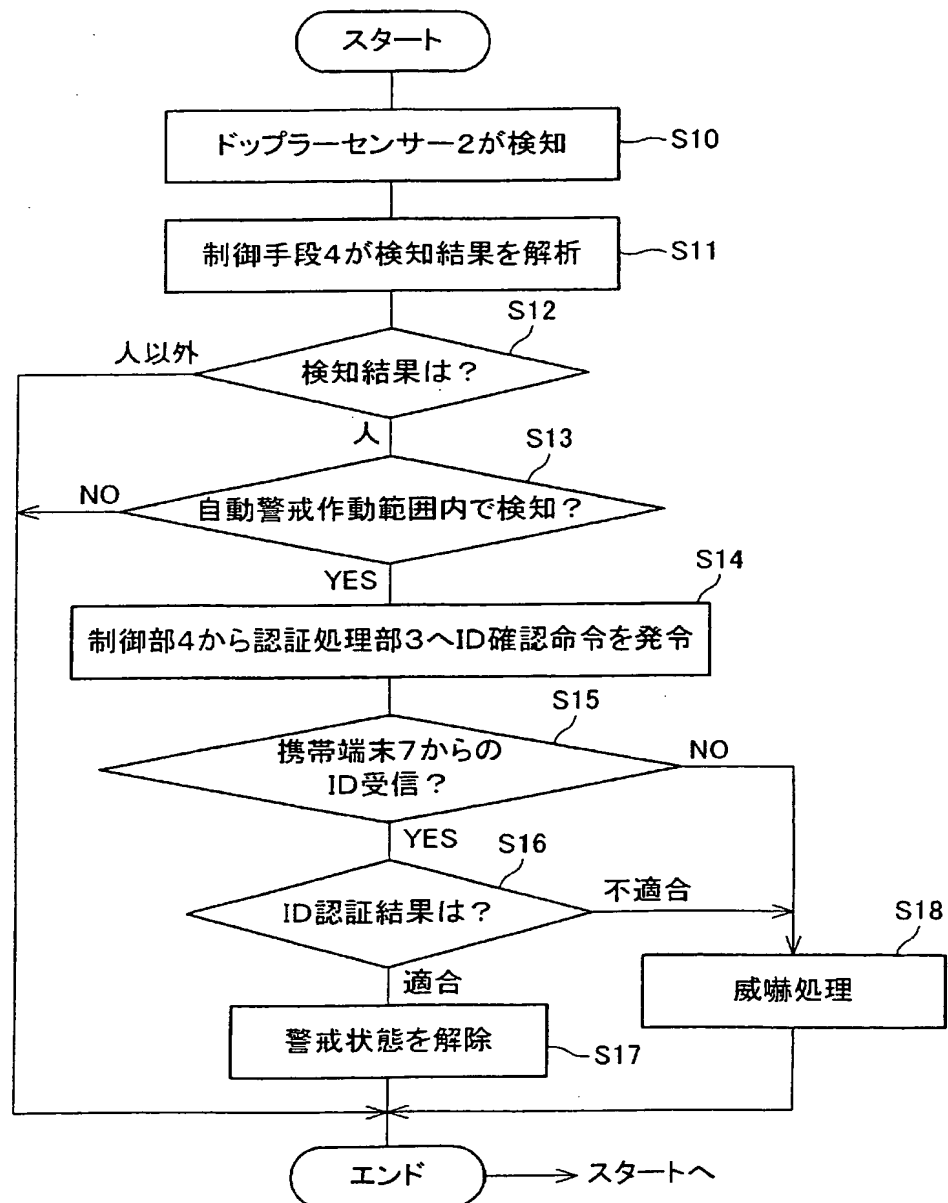 スタート
ドップラーセンサー2が検知
S10
制御手段4が検知結果を解析
S11
S12
人以外
検知結果は?
人
S13
NO
自動警戒作動範囲内で検知?
YES
S14
制御部4から認証処理部3へID確認命令を発令
S15
携帯端末7からの
ID受信?
NO
YES
S16
ID認証結果は?
不適合
S18
適合
威嚇処理
警戒状態を解除
S17
エンド
スタートへ